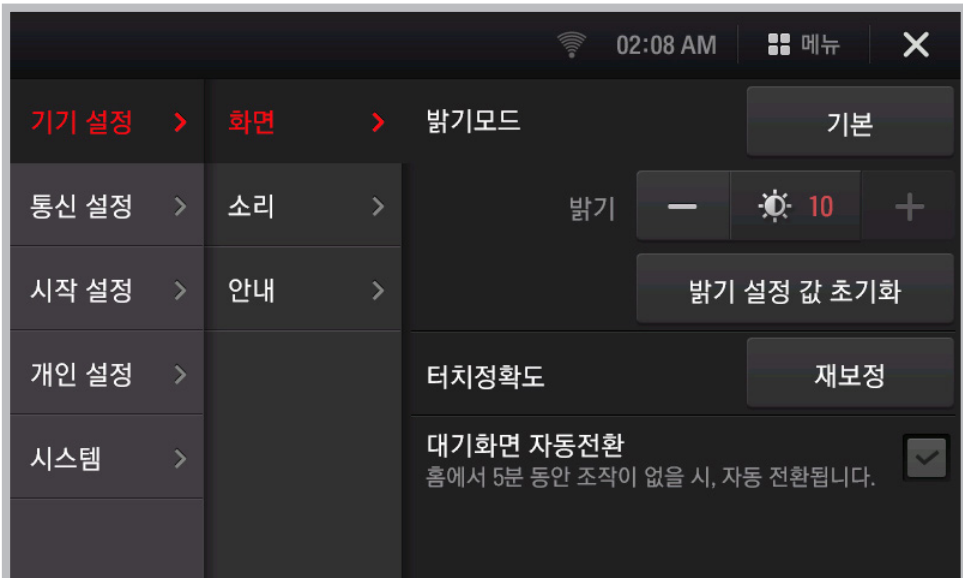 02:08 AM 메뉴
기기 설정
통신 설정
시작 설정
개인 설정
시스템
화면
소리
안내
밝기모드 기본
밝기 10
밝기 설정 값 초기화
터치정확도 재보정
대기화면 자동전환
홈에서 5분 동안 조작이 없을 시, 자동 전환됩니다.